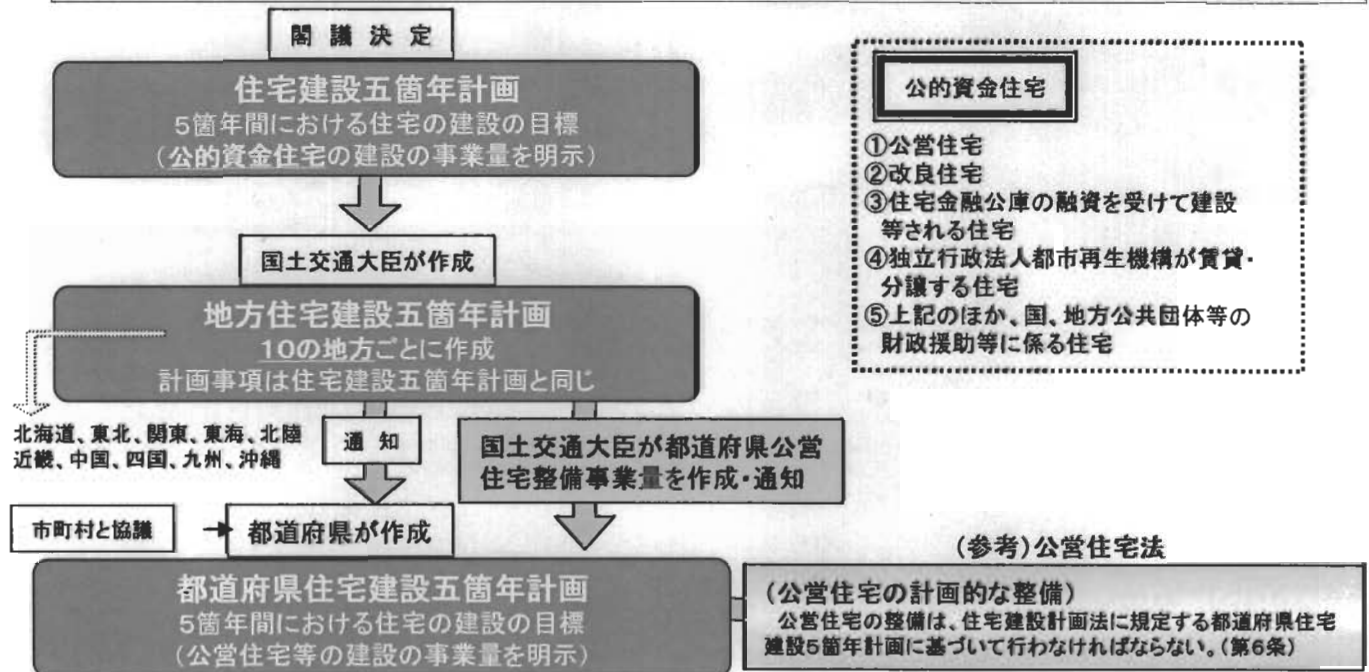 閣議決定
住宅建設五箇年計画
5箇年間における住宅の建設の目標
(公的資金住宅の建設の事業量を明示)
国土交通大臣が作成
地方住宅建設五箇年計画
10の地方ごとに作成
計画事項は住宅建設五箇年計画と同じ
北海道、東北、関東、東海、北陸
近畿、中国、四国、九州、沖縄
通知
国土交通大臣が都道府県公営
住宅整備事業量を作成・通知
市町村と協議
都道府県が作成
都道府県住宅建設五箇年計画
5箇年間における住宅の建設の目標
(公営住宅等の建設の事業量を明示)
公的資金住宅
①公営住宅
②改良住宅
③住宅金融公庫の融資を受けて建設
等される住宅
④独立行政法人都市再生機構が賃貸・
分譲する住宅
⑤上記のほか、国、地方公共団体等の
財政援助等に係る住宅
(参考)公営住宅法
(公営住宅の計画的な整備)
公営住宅の整備は、住宅建設計画法に規定する都道府県住宅
建設5箇年計画に基づいて行わなければならない。(第6条)